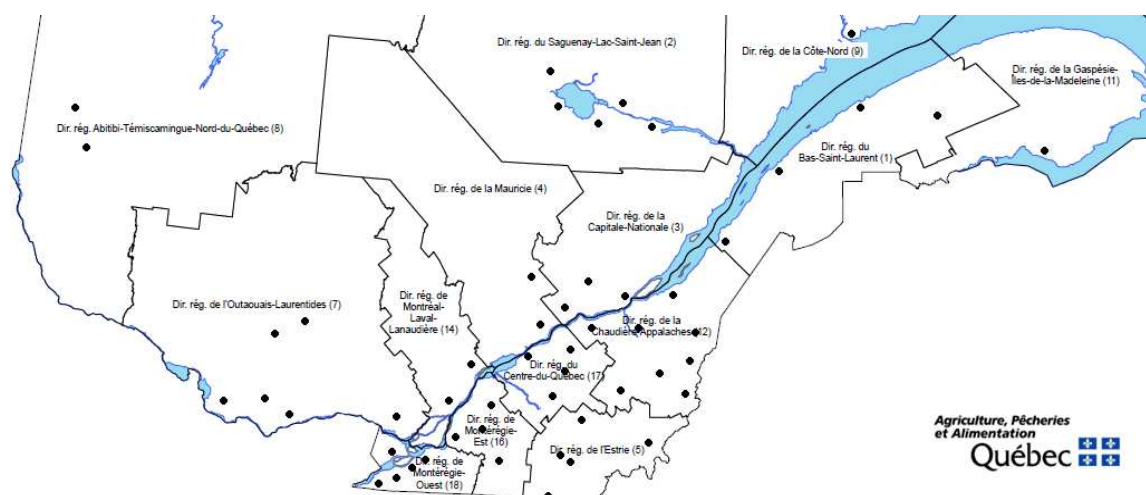 Dir. rég. du Saguenay-Lac-Saint-Jean (2)
Dir. rég. de la Côte-Nord (9)
Dir. rég. de la Gaspésie-
Îles-de-la-Madeleine (11)
Dir. rég. Abitibi-Témiscamingue-Nord-du-Québec (8)
Dir. rég. du
Bas-Saint-Laurent (1)
Dir. rég. de la Mauricie (4)
Dir. rég. de la
Capitale-Nationale (3)
Dir. rég. de l'Outaouais-Laurentides (7)
Dir. rég. de
Montréal-
Laval-
Lanaudière (14)
Dir. rég. de la
Chaudière-Appalaches (12)
Dir. rég. du
Centre-du-Québec (17)
Dir. rég. de
Montérégie-
Est (16)
Dir. rég. de l'Estrie (5)
Dir. rég. de
Montérégie-
Ouest (18)
Agriculture, Pêcheries
et Alimentation
Québec